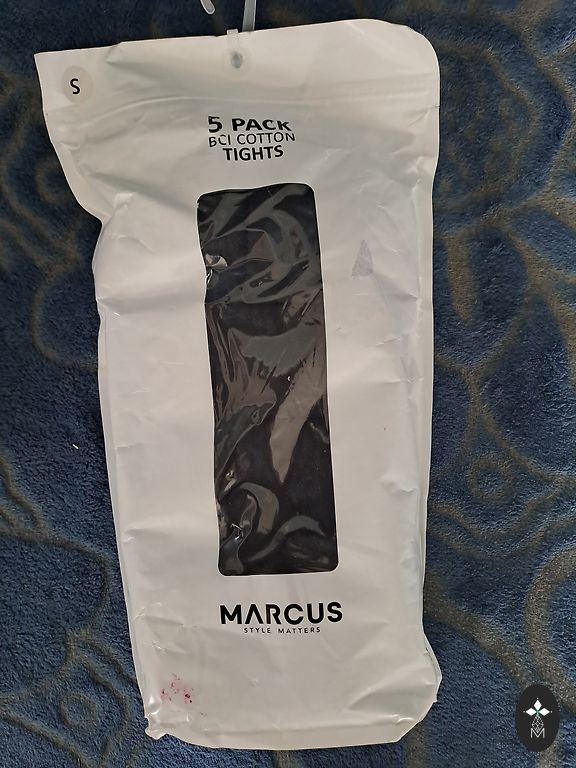 S
5 PACK
BCI COTTON
TIGHTS
MARCUS
STYLE MATTERS
M